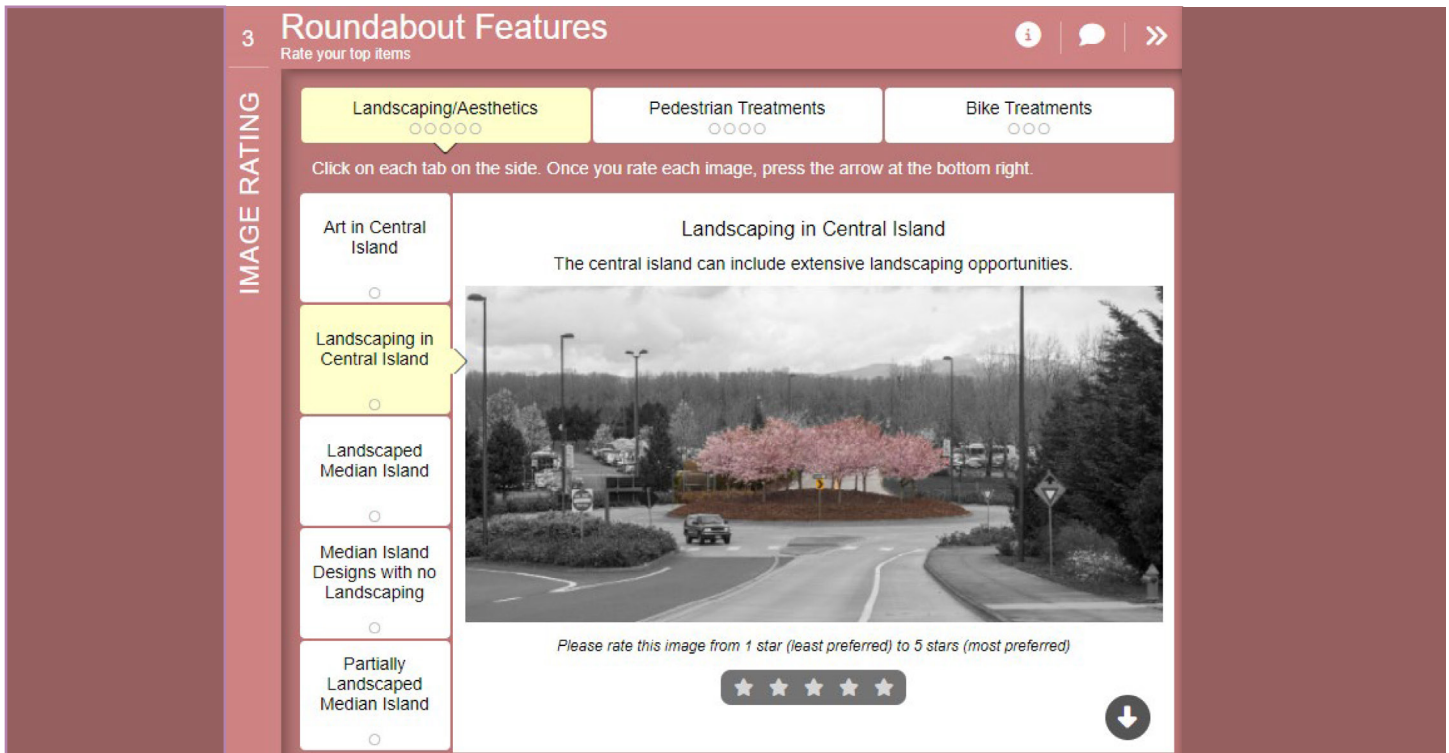 3
Roundabout Features
Rate your top items
IMAGE RATING
Landscaping/Aesthetics
Pedestrian Treatments
Bike Treatments
Click on each tab on the side. Once you rate each image, press the arrow at the bottom right.
Art in Central
Island
Landscaping in
Central Island
Landscaped
Median Island
Median Island
Designs with no
Landscaping
Partially
Landscaped
Median Island
Landscaping in Central Island
The central island can include extensive landscaping opportunities.
Please rate this image from 1 star (least preferred) to 5 stars (most preferred)